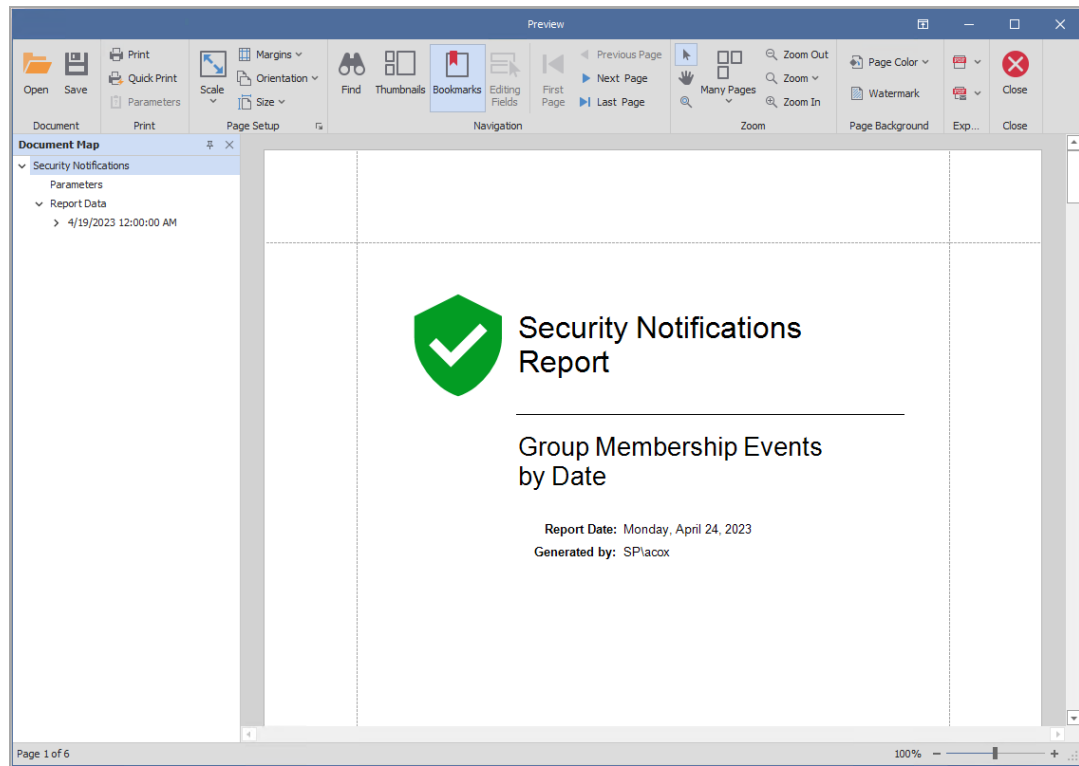 Preview
Open
Save
Print
Quick Print
Parameters
Scale
Margins
Orientation
Size
Find
Thumbnails
Bookmarks
Editing
Fields
First
Page
Previous Page
Next Page
Last Page
Many Pages
Zoom Out
Zoom
Zoom In
Page Color
Watermark
PDF
PDF
Close
Document
Print
Page Setup
Navigation
Zoom
Page Background
Exp...
Close
Document Map
Security Notifications
Parameters
Report Data
4/19/2023 12:00:00 AM
Security Notifications
Report
Group Membership Events
by Date
Report Date: Monday, April 24, 2023
Generated by: SP\acox
Page 1 of 6
100%